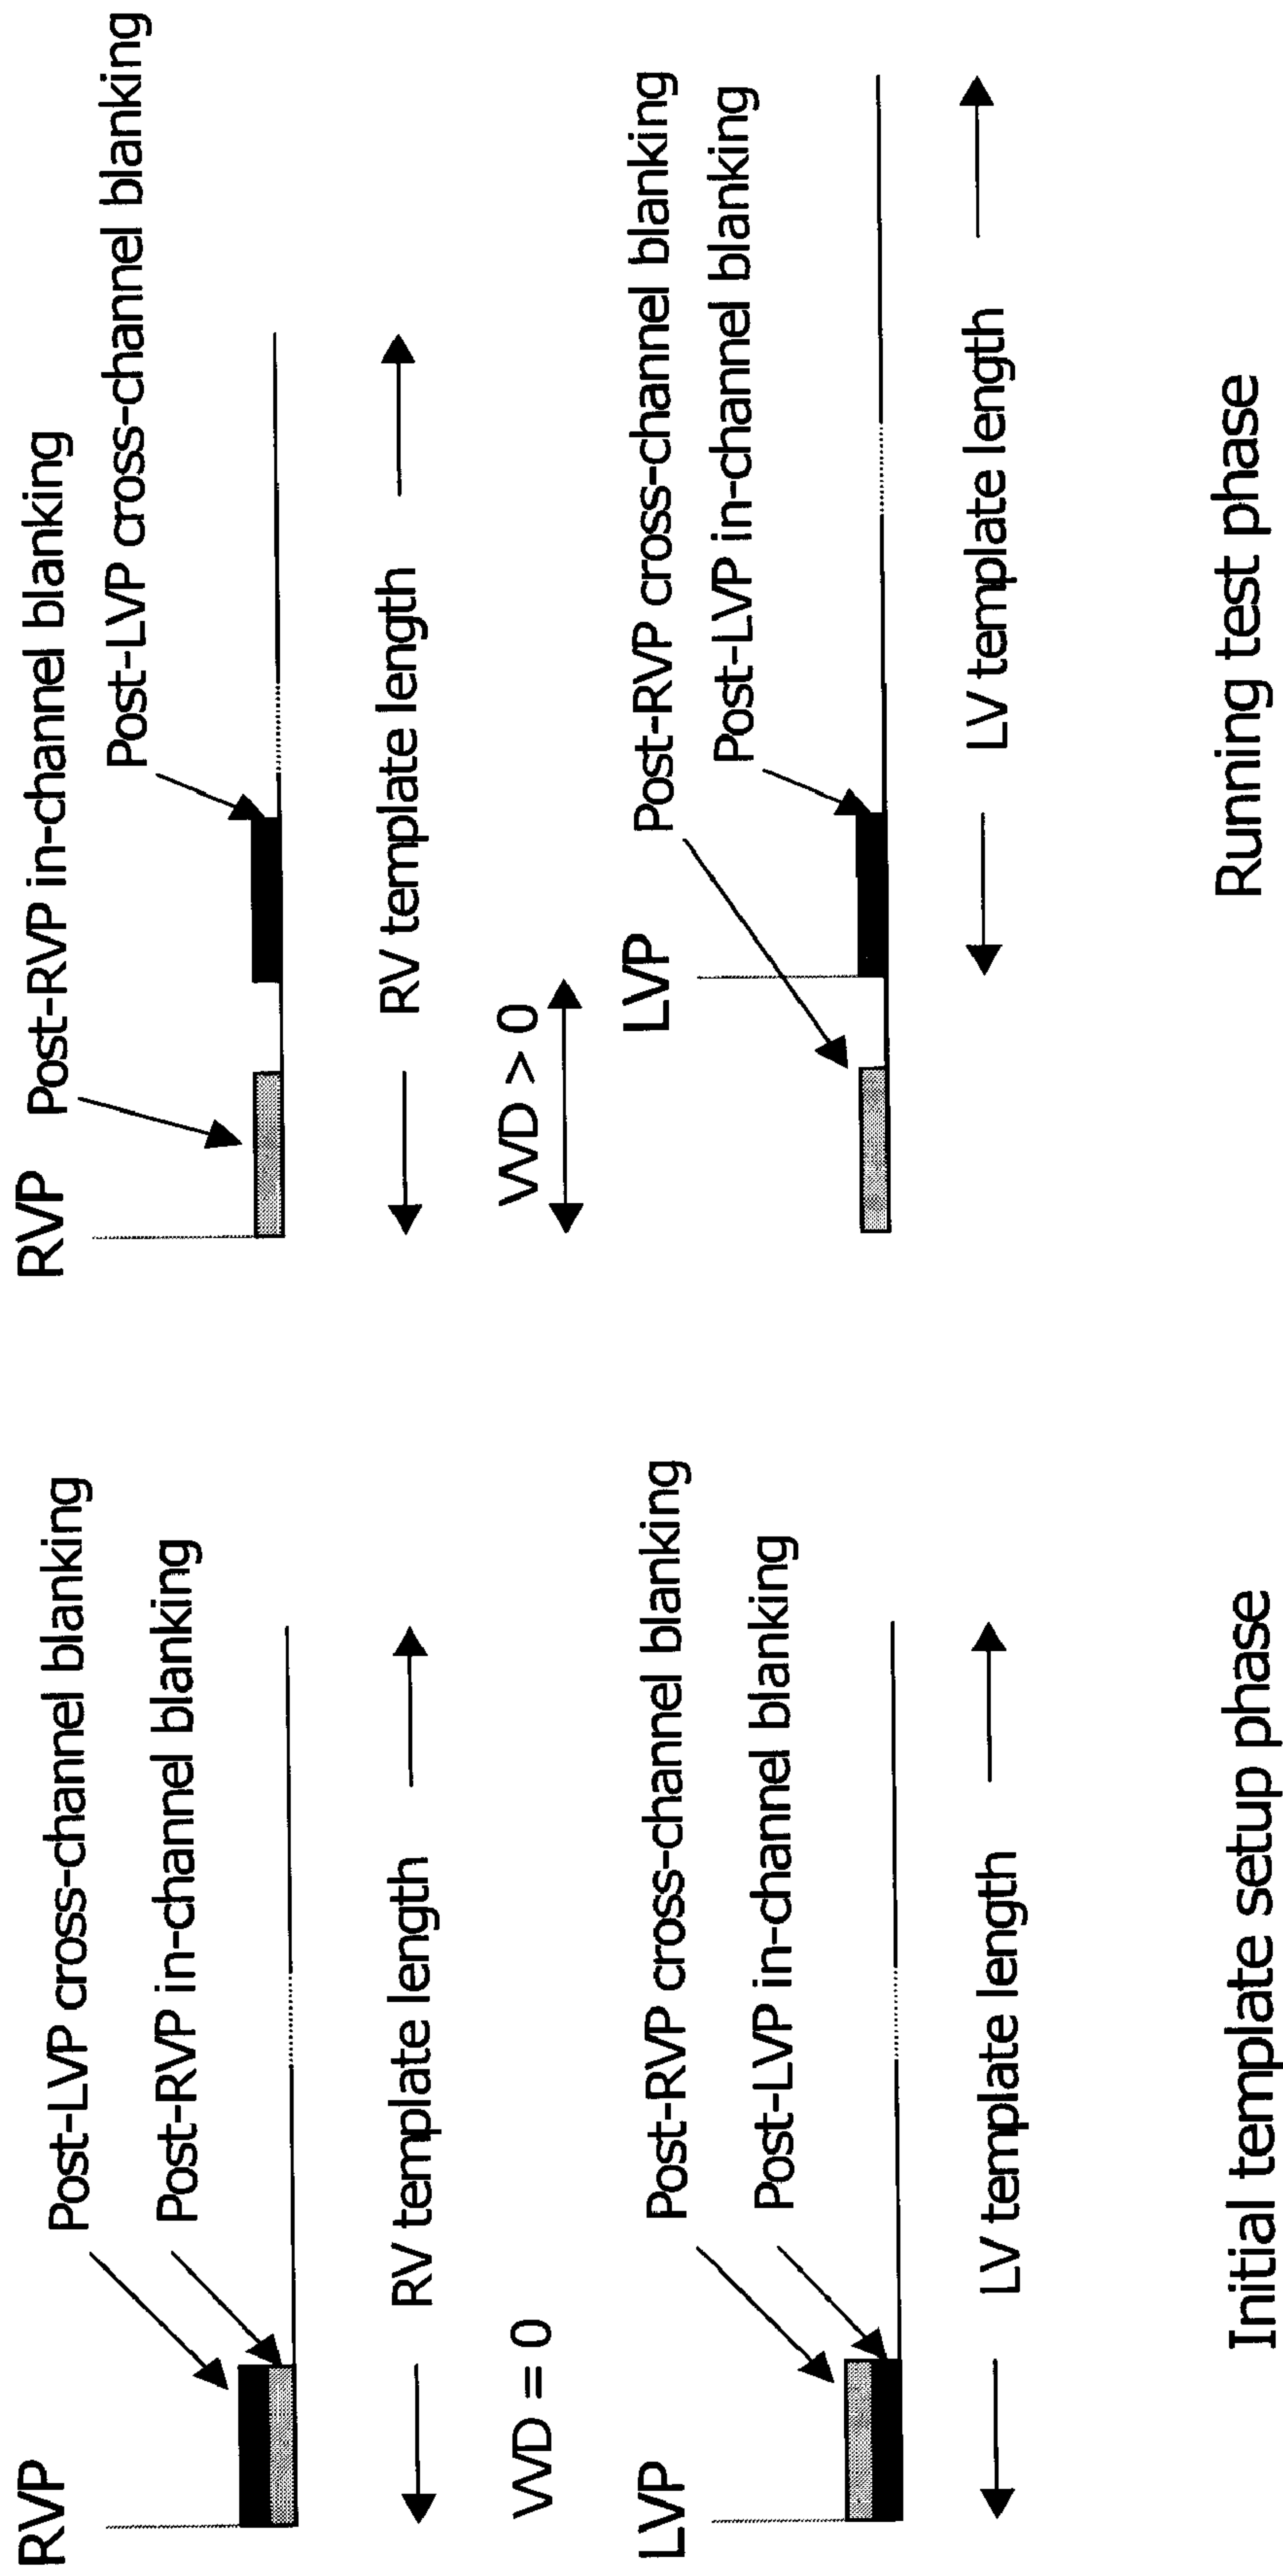 RVP
Post-LVP cross-channel blanking
Post-RVP in-channel blanking
RV template length
VVD = 0
LVP
Post-RVP cross-channel blanking
Post-LVP in-channel blanking
LV template length
Initial template setup phase
RVP
Post-RVP in-channel blanking
Post-LVP cross-channel blanking
RV template length
VVD > 0
LVP
Post-RVP cross-channel blanking
Post-LVP in-channel blanking
LV template length
Running test phase